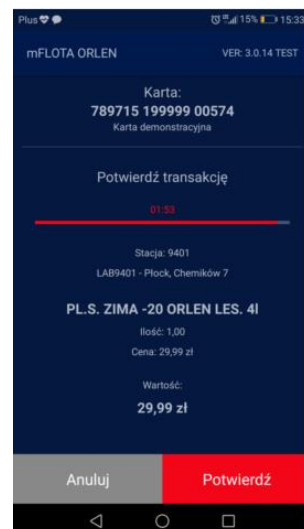 Plus 15% 15:33
mFLOTA ORLEN VER: 3.0.14 TEST
Karta:
789715 199999 00574
Karta demonstracyjna
Potwierdź transakcję
01:53
Stacja: 9401
LAB9401 - Płock, Chemików 7
PL.S. ZIMA -20 ORLEN LES. 4l
Ilość: 1,00
Cena: 29,99 zł
Wartość:
29,99 zł
Anuluj Potwierdź